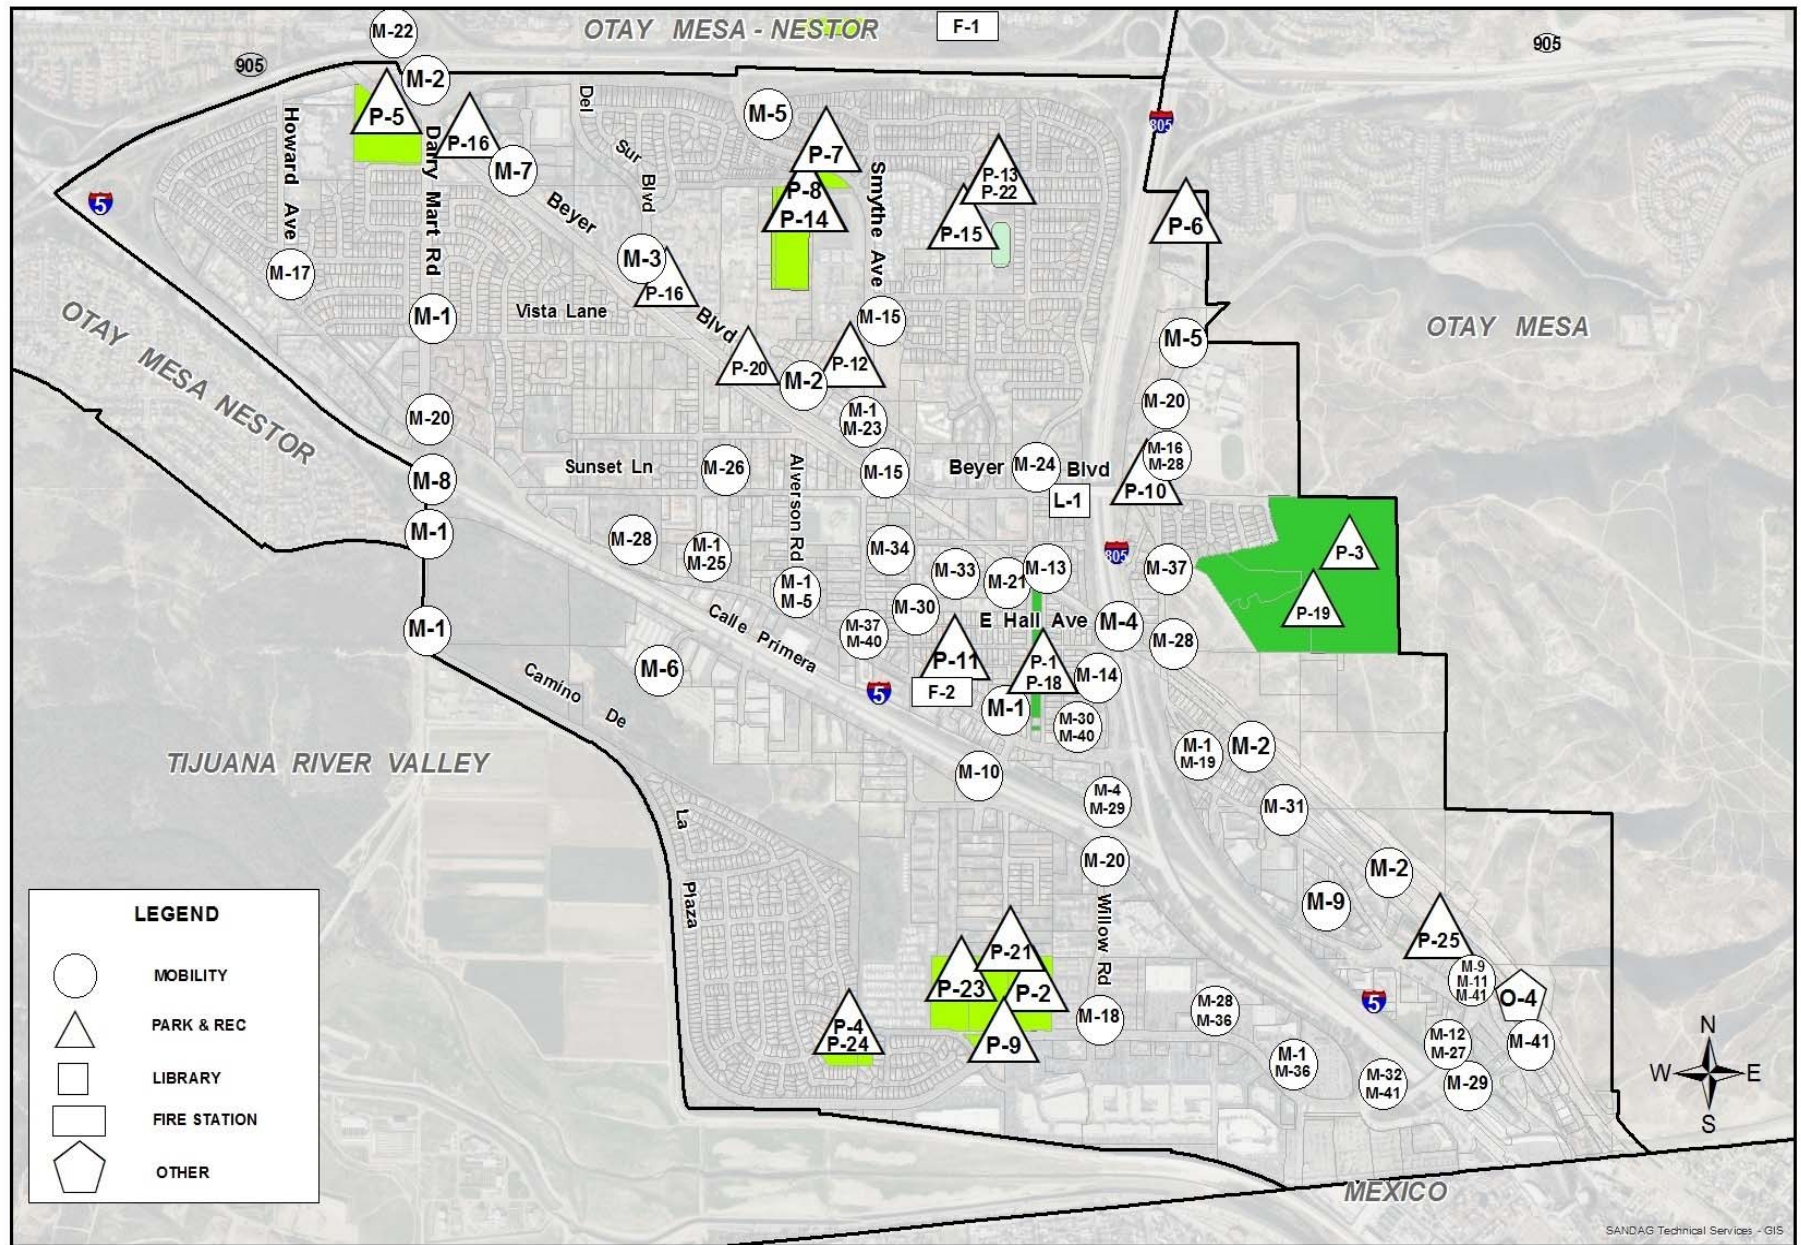 OTAY MESA - NESTOR
F-1
M-22
905
905
M-2
P-5
P-16
M-7
Howard Ave
Dairy Mart Rd
Del
Sur
Blvd
Beyer
Blvd
M-5
P-7
P-8
P-14
Smythe Ave
P-13
P-22
P-15
805
P-6
5
M-17
M-3
P-16
M-1
Vista Lane
M-15
M-5
OTAY MESA
OTAY MESA NESTOR
P-20
M-2
P-12
M-20
M-1
M-23
M-20
M-8
Sunset Ln
M-26
Alverson Rd
M-15
Beyer
M-24
Blvd
L-1
M-16
M-28
P-10
M-1
M-28
M-1
M-25
M-34
805
P-3
M-33
M-21
M-13
M-37
M-1
M-5
P-19
M-30
E Hall Ave
M-4
M-1
M-37
M-40
Calle Primera
M-28
P-11
P-1
P-18
M-14
M-6
5
F-2
M-1
Camino De
La
Plaza
M-30
M-40
TIJUANA RIVER VALLEY
M-1
M-19
M-2
M-10
M-4
M-29
M-31
M-20
M-2
Willow Rd
M-9
P-25
P-21
P-23
P-2
M-9
M-11
M-41
O-4
5
M-28
M-36
M-18
P-4
P-24
P-9
M-12
M-27
M-41
M-1
M-36
M-32
M-41
M-29
LEGEND
MOBILITY
PARK & REC
LIBRARY
FIRE STATION
OTHER
N
W E
S
MEXICO
SANDAG Technical Services - GIS